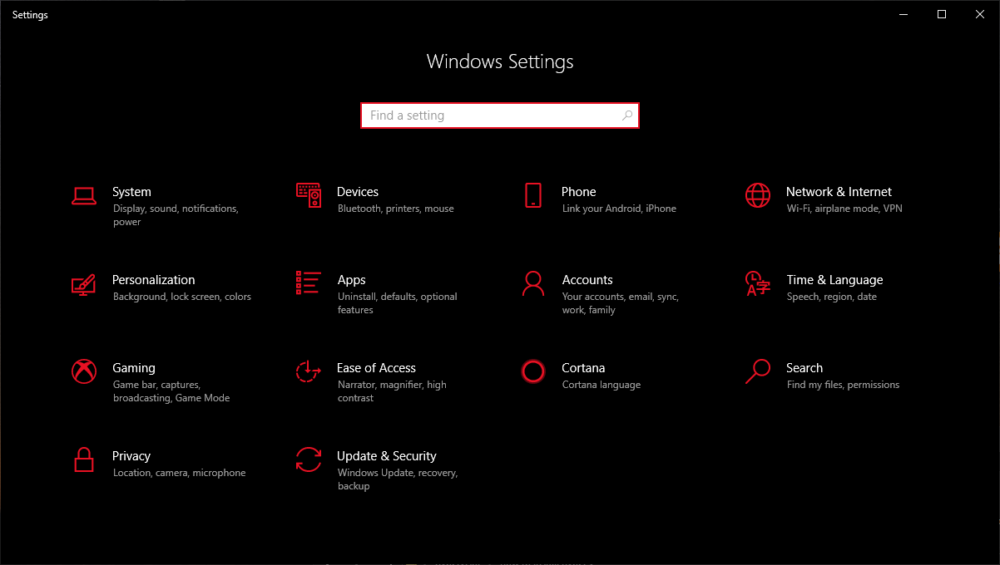 Settings
Windows Settings
Find a setting
System
Display, sound, notifications,
power
Devices
Bluetooth, printers, mouse
Phone
Link your Android, iPhone
Network & Internet
Wi-Fi, airplane mode, VPN
Personalization
Background, lock screen, colors
Apps
Uninstall, defaults, optional
features
Accounts
Your accounts, email, sync,
work, family
Time & Language
Speech, region, date
Gaming
Game bar, captures,
broadcasting, Game Mode
Ease of Access
Narrator, magnifier, high
contrast
Cortana
Cortana language
Search
Find my files, permissions
Privacy
Location, camera, microphone
Update & Security
Windows Update, recovery,
backup